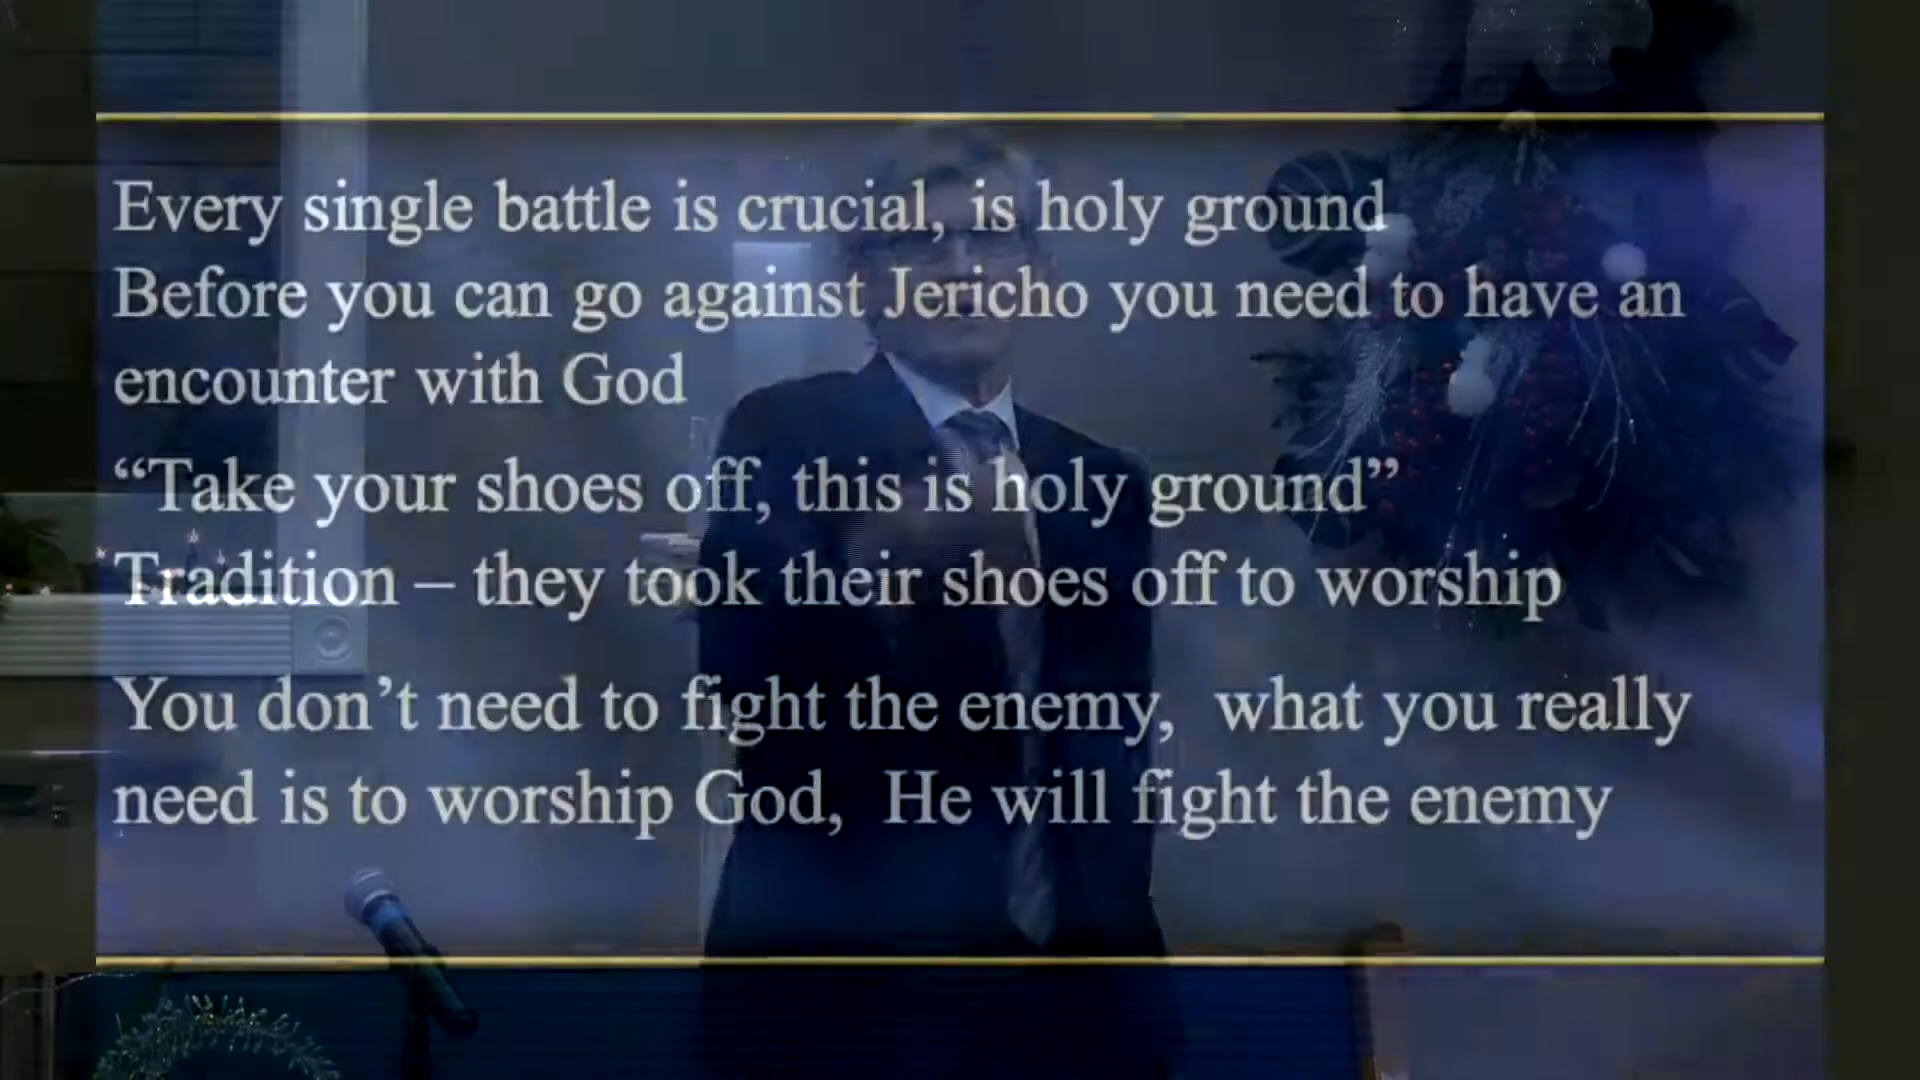 Every single battle is crucial, is holy ground
Before you can go against Jericho you need to have an
encounter with God
“Take your shoes off, this is holy ground”
Tradition – they took their shoes off to worship
You don’t need to fight the enemy,  what you really
need is to worship God,  He will fight the enemy